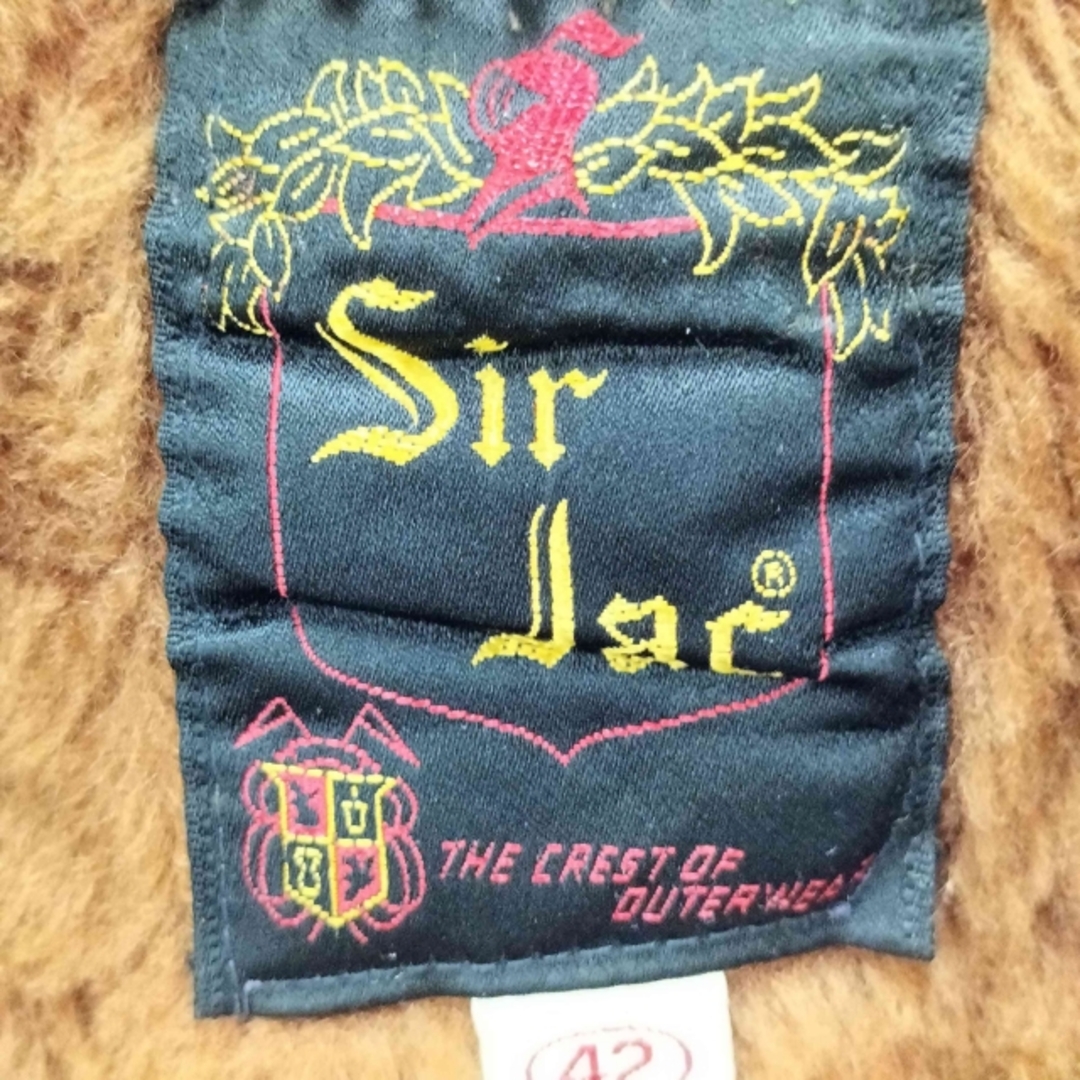 Sir
Jac®
THE CREST OF
OUTERWEAR
42